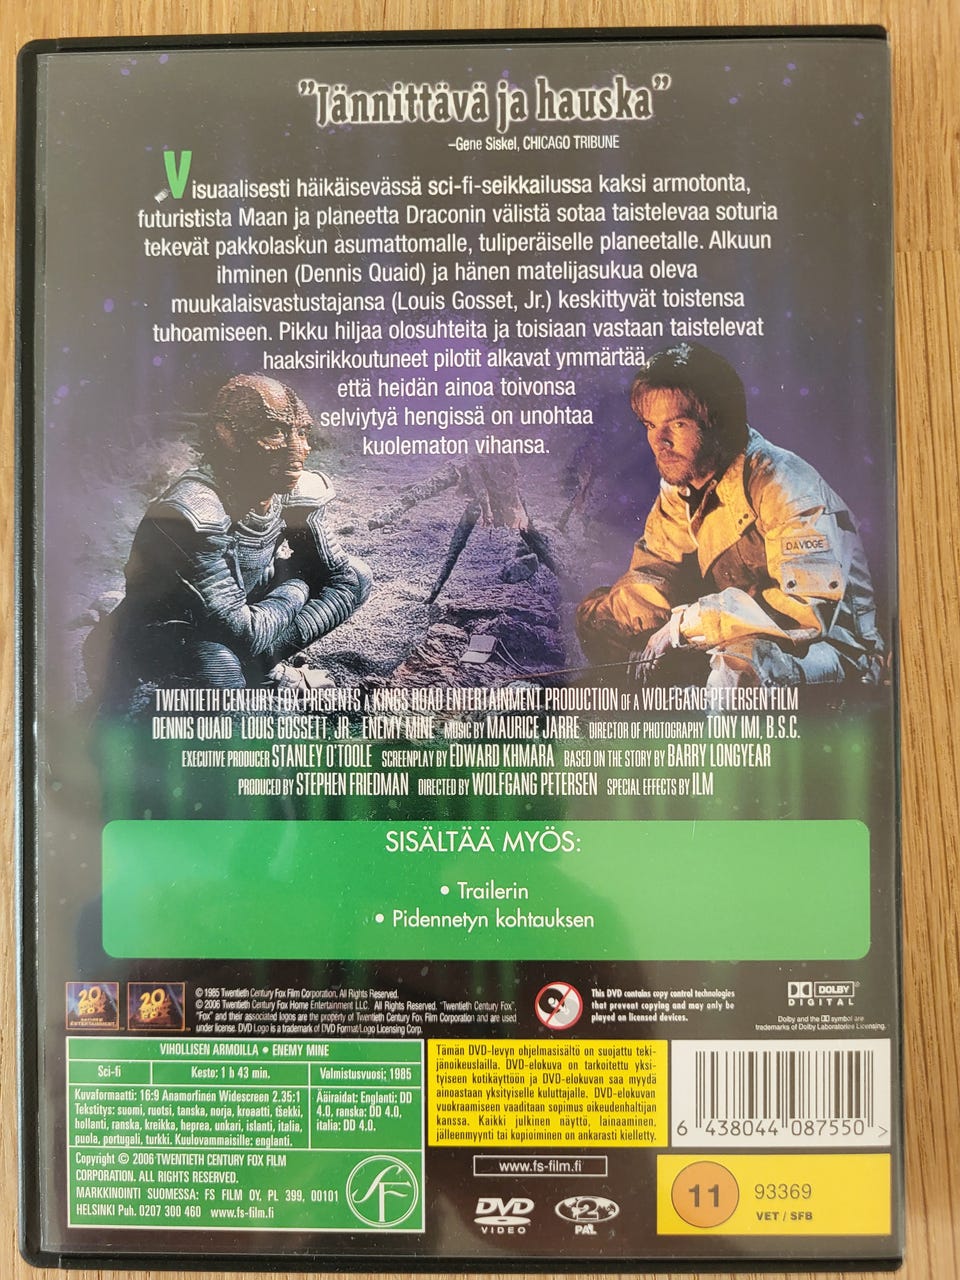 "Jännittävä ja hauska"
–Gene Siskel, CHICAGO TRIBUNE
Visuaalisesti häikäisevässä sci-fi-seikkailussa kaksi armotonta,
futuristista Maan ja planeetta Draconin välistä sotaa taistelevaa soturia
tekevät pakkolaskun asumattomalle, tuliperäiselle planeetalle. Alkuun
ihminen (Dennis Quaid) ja hänen matelijasukua oleva
muukalaisvastustajansa (Louis Gosset, Jr.) keskittyvät toistensa
tuhoamiseen. Pikku hiljaa olosuhteita ja toisiaan vastaan taistelevat
haaksirikkoutuneet pilotit alkavat ymmärtää,
että heidän ainoa toivonsa
selviytyä hengissä on unohtaa
kuolematon vihansa.
DAVIDGE
TWENTIETH CENTURY FOX PRESENTS A KINGS ROAD ENTERTAINMENT PRODUCTION OF A WOLFGANG PETERSEN FILM
DENNIS QUAID LOUIS GOSSETT, JR. ENEMY MINE MUSIC BY MAURICE JARRE DIRECTOR OF PHOTOGRAPHY TONY IMI, B.S.C.
EXECUTIVE PRODUCER STANLEY O'TOOLE SCREENPLAY BY EDWARD KHMARA BASED ON THE STORY BY BARRY LONGYEAR
PRODUCED BY STEPHEN FRIEDMAN DIRECTED BY WOLFGANG PETERSEN SPECIAL EFFECTS BY ILM
SISÄLTÄÄ MYÖS:
• Trailerin
• Pidennetyn kohtauksen
20
FOX
20
FOX
© 1985 Twentieth Century Fox Film Corporation. All Rights Reserved.
© 2006 Twentieth Century Fox Home Entertainment LLC. All Rights Reserved. "Twentieth Century Fox",
"Fox" and their associated logos are the property of Twentieth Century Fox Film Corporation and are used
under license. DVD Logo is a trademark of DVD Format/Logo Licensing Corp.
This DVD contains copy control technologies
that prevent copying and may only be
played on licensed devices.
DOLBY
DIGITAL
Dolby and the DD symbol are
trademarks of Dolby Laboratories Licensing.
VIHOLLISEN ARMOILLA • ENEMY MINE
Sci-fi Kesto: 1 h 43 min. Valmistusvuosi: 1985
Kuvaformaatti: 16:9 Anamorfinen Widescreen 2.35:1
Tekstitys: suomi, ruotsi, tanska, norja, kroaatti, tšekki,
hollanti, ranska, kreikka, heprea, unkari, islanti, italia,
puola, portugali, turkki. Kuulovammaisille: englanti.
Ääiraidat: Englanti: DD
4.0, ranska: DD 4.0,
italia: DD 4.0.
Copyright © 2006 TWENTIETH CENTURY FOX FILM
CORPORATION. ALL RIGHTS RESERVED.
MARKKINOINTI SUOMESSA: FS FILM OY, PL 399, 00101
HELSINKI Puh. 0207 300 460 www.fs-film.fi
SF
Tämän DVD-levyn ohjelmasisältö on suojattu teki-
jänoikeuslailla. DVD-elokuva on tarkoitettu yksi-
tyiseen kotikäyttöön ja DVD-elokuvan saa myydä
ainoastaan yksityiselle kuluttajalle. DVD-elokuvan
vuokraamiseen vaaditaan sopimus oikeudenhaltijan
kanssa. Kaikki julkinen näyttö, lainaaminen,
jälleenmyynti tai kopioiminen on ankarasti kielletty.
6 438044 087550 >
www.fs-film.fi
DVD
VIDEO
2
PAL
11
93369
VET / SFB